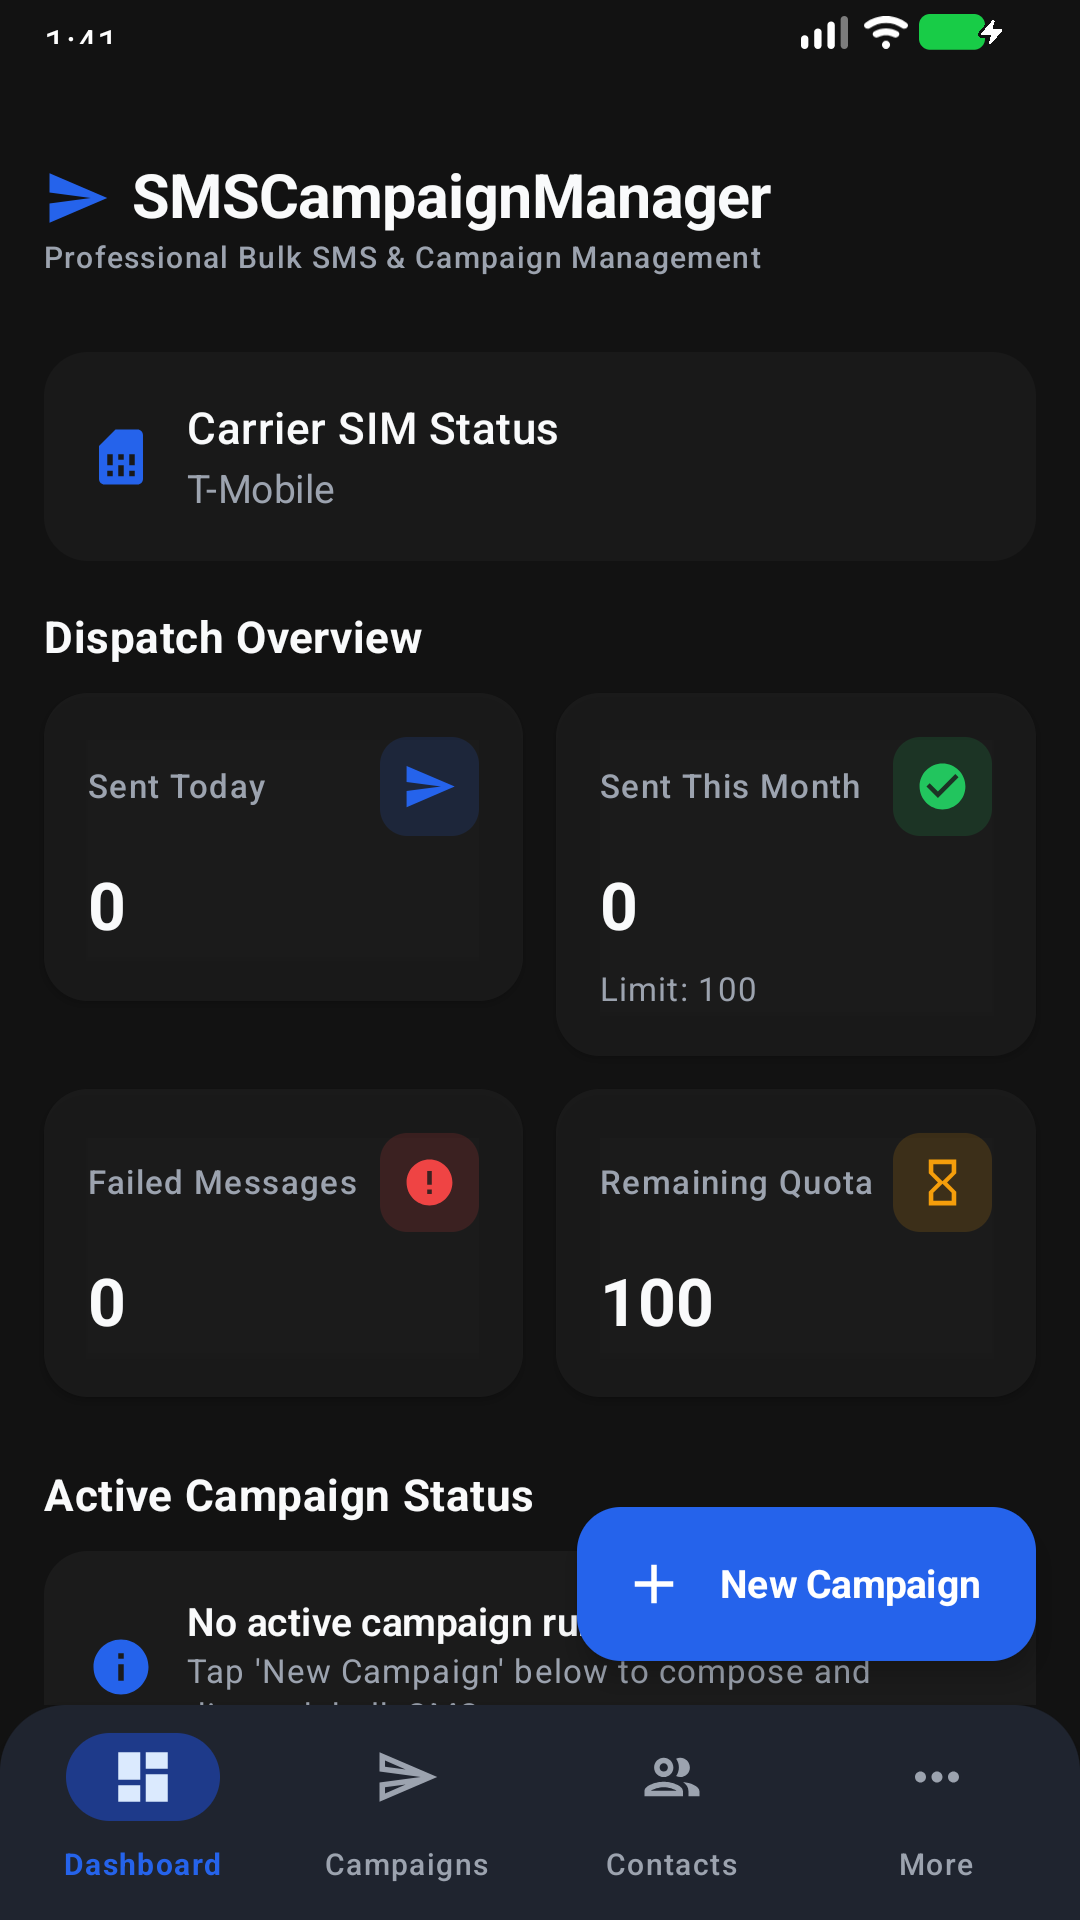 1:41
SMSCampaignManager
Professional Bulk SMS & Campaign Management
Carrier SIM Status
T-Mobile
Dispatch Overview
Sent Today
0
Sent This Month
0
Limit: 100
Failed Messages
0
Remaining Quota
100
Active Campaign Status
New Campaign
No active campaign
Tap 'New Campaign' below to compose and
Dashboard
Campaigns
Contacts
More